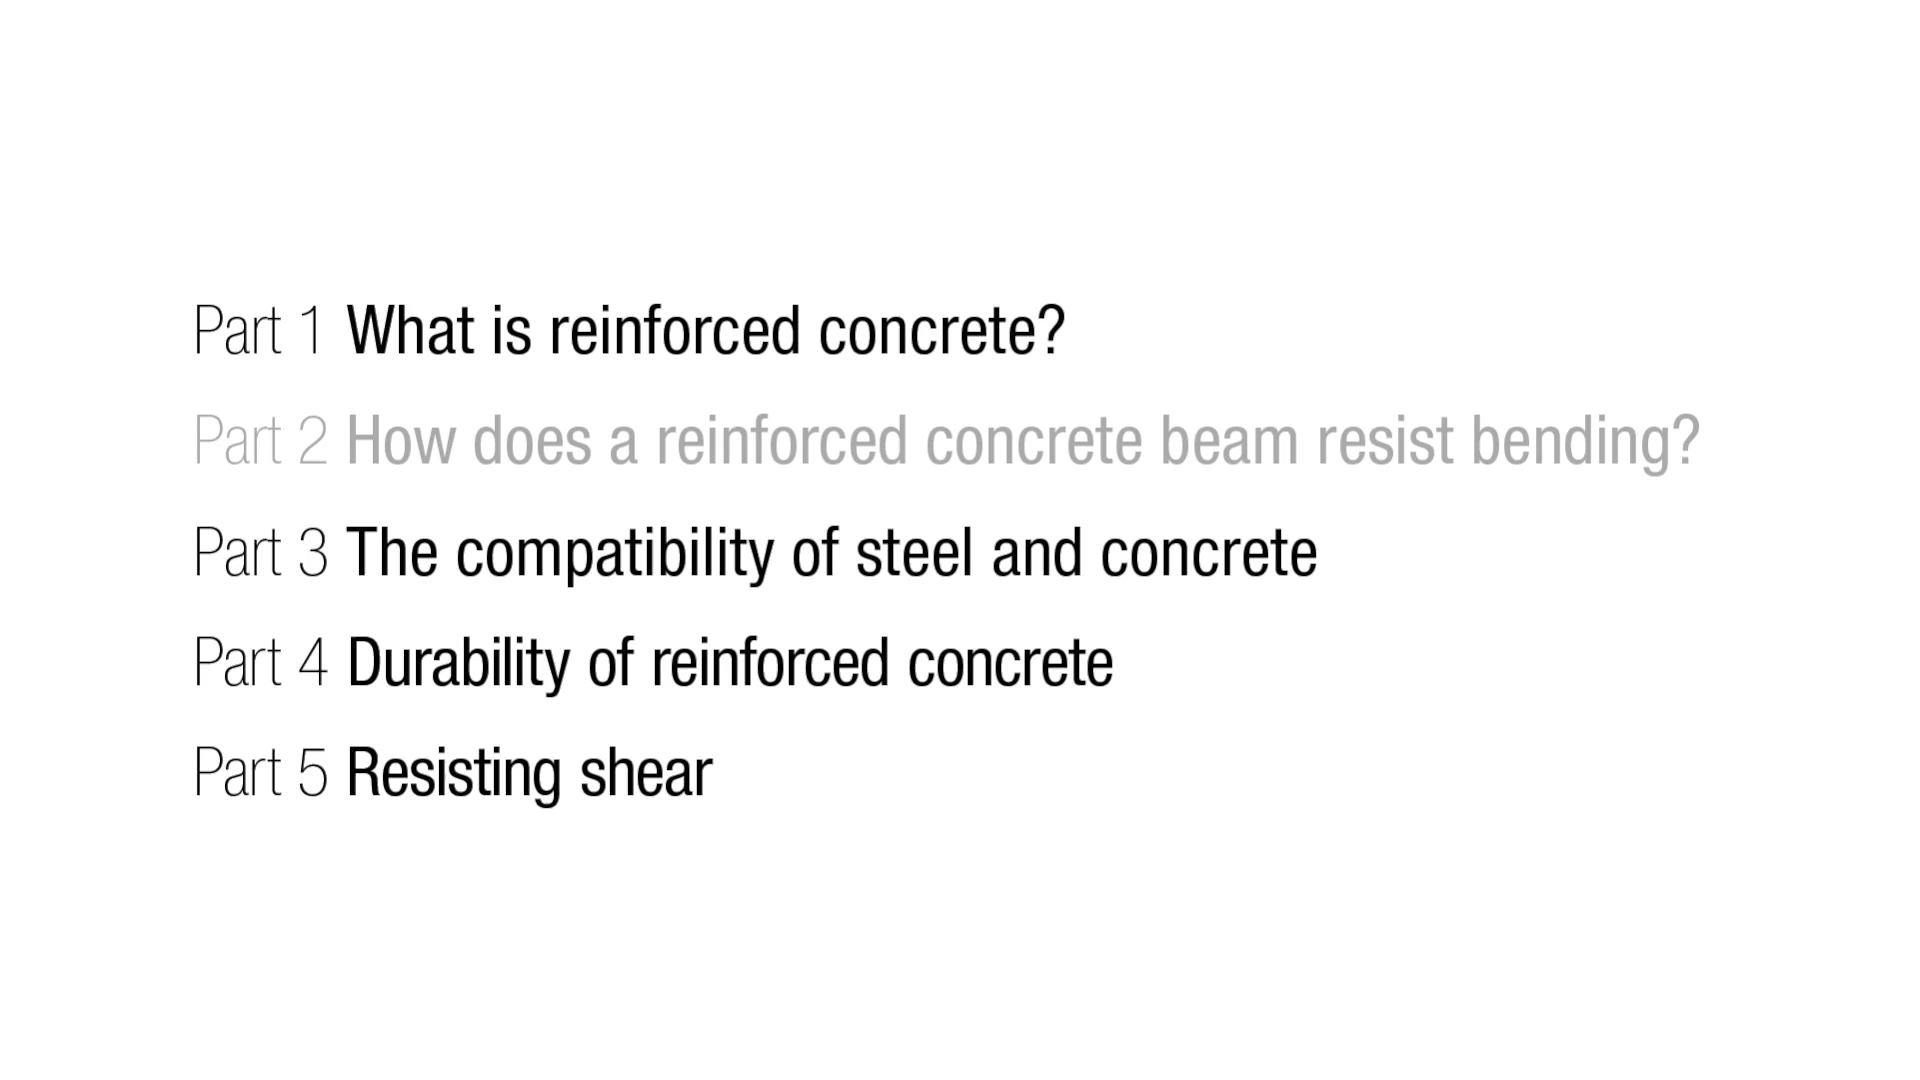 Part 1 What is reinforced concrete?
Part 2 How does a reinforced concrete beam resist bending?
Part 3 The compatibility of steel and concrete
Part 4 Durability of reinforced concrete
Part 5 Resisting shear